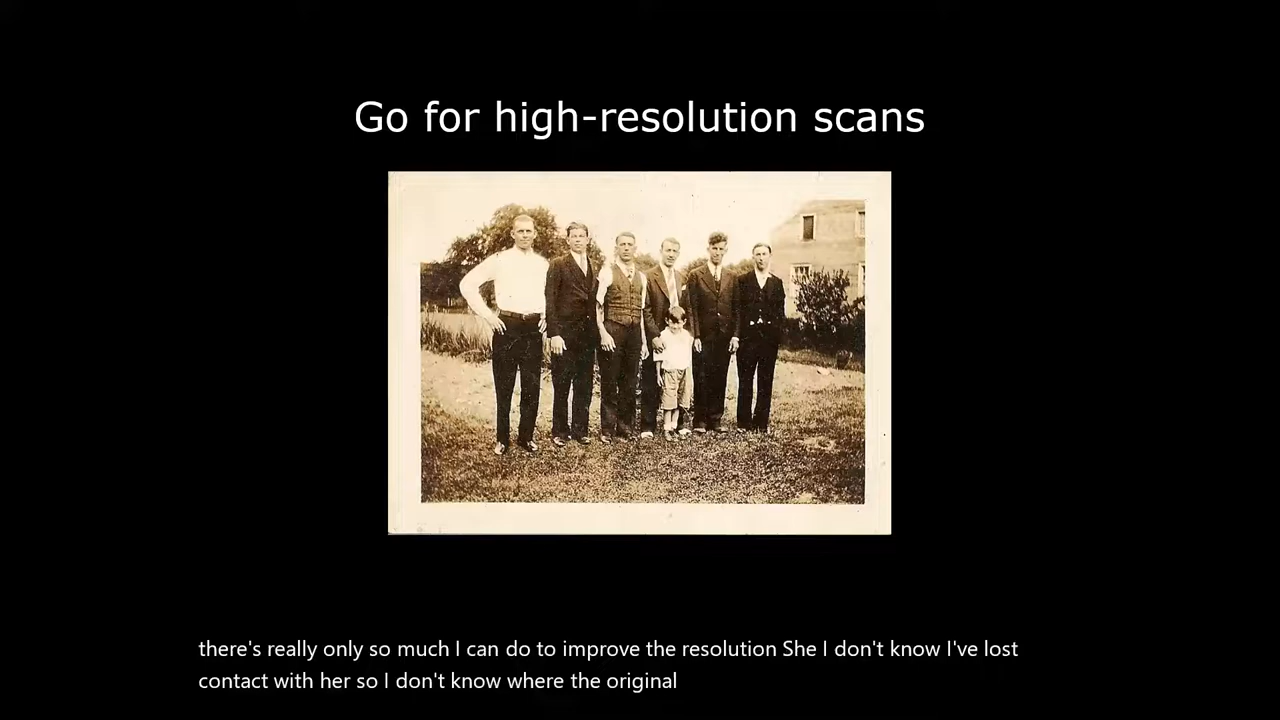 Go for high-resolution scans
there's really only so much I can do to improve the resolution She I don't know I've lost
contact with her so I don't know where the original